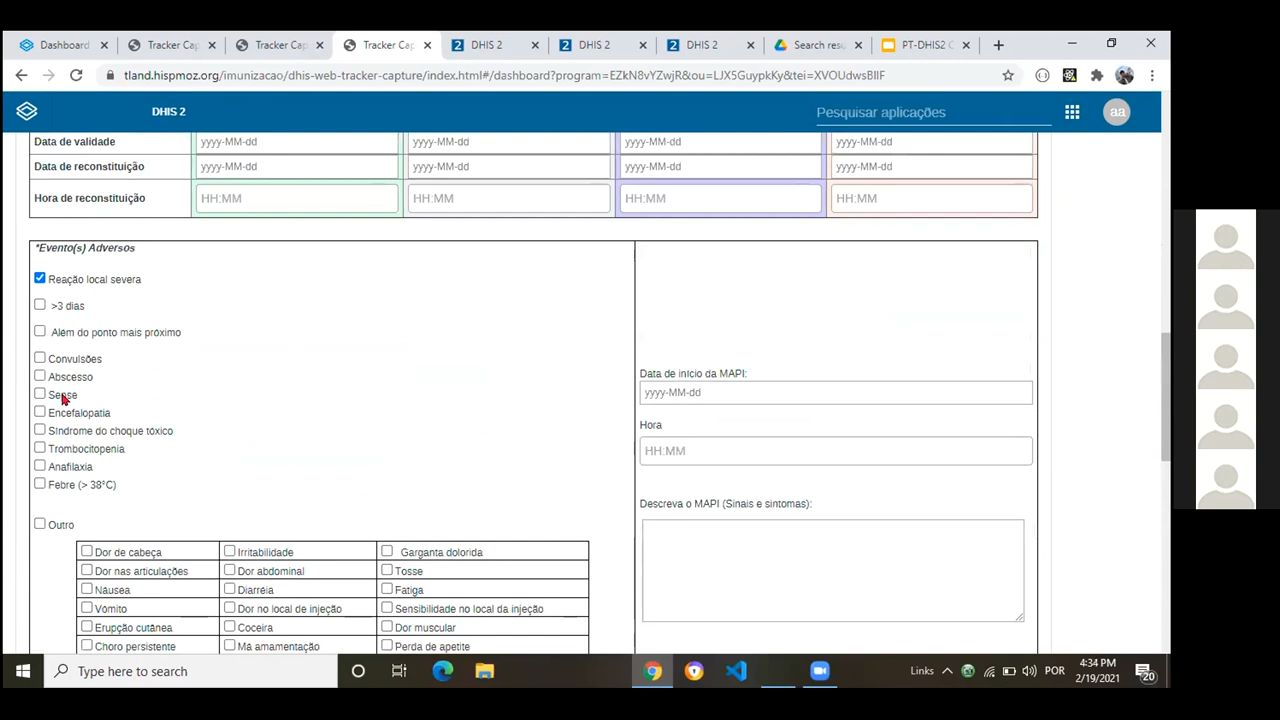 Dashboard
Tracker Cap
Tracker Cap
Tracker Cap
DHIS 2
DHIS 2
DHIS 2
Search resu
PT-DHIS2 C
tland.hispmoz.org/imunizacao/dhis-web-tracker-capture/index.html#/dashboard?program=EZkN8vYZwjR&ou=LJX5GuypkKy&tei=XVOUdwsBIIF
DHIS 2
Pesquisar aplicações
aa
Data de validade
yyyy-MM-dd
yyyy-MM-dd
yyyy-MM-dd
yyyy-MM-dd
Data de reconstituição
yyyy-MM-dd
yyyy-MM-dd
yyyy-MM-dd
yyyy-MM-dd
Hora de reconstituição
HH:MM
HH:MM
HH:MM
HH:MM
*Evento(s) Adversos
Reação local severa
>3 dias
Além do ponto mais próximo
Convulsões
Abscesso
Encefalopatia
Síndrome do choque tóxico
Trombocitopenia
Anafilaxia
Febre (> 38°C)
Outro
Dor de cabeça
Irritabilidade
Garganta dolorida
Dor nas articulações
Dor abdominal
Tosse
Náusea
Diarréia
Fatiga
Vómito
Dor no local de injeção
Sensibilidade no local da injeção
Erupção cutânea
Coceira
Dor muscular
Choro persistente
Má amamentação
Perda de apetite
Data de início da MAPI:
yyyy-MM-dd
Hora
HH:MM
Descreva o MAPI (Sinais e sintomas):
Type here to search
Links
POR
4:34 PM
2/19/2021
20